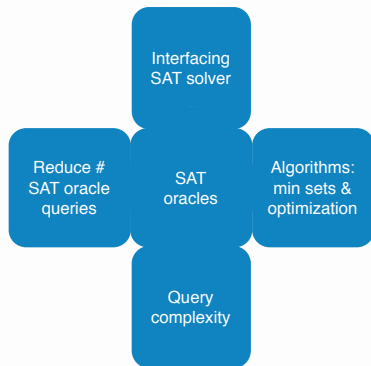 Interfacing
SAT solver
Reduce #
SAT oracle
queries
SAT
oracles
Algorithms:
min sets &
optimization
Query
complexity